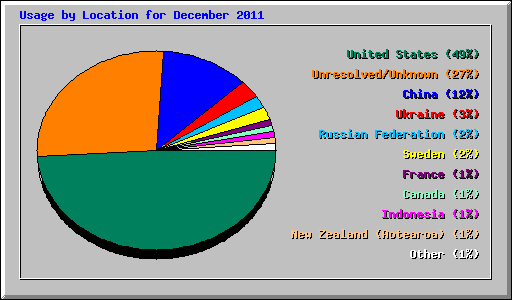 Usage by Location for December 2011
United States (49%)
Unresolved/Unknown (27%)
China (12%)
Ukraine (3%)
Russian Federation (2%)
Sweden (2%)
France (1%)
Canada (1%)
Indonesia (1%)
New Zealand (Aotearoa) (1%)
Other (1%)